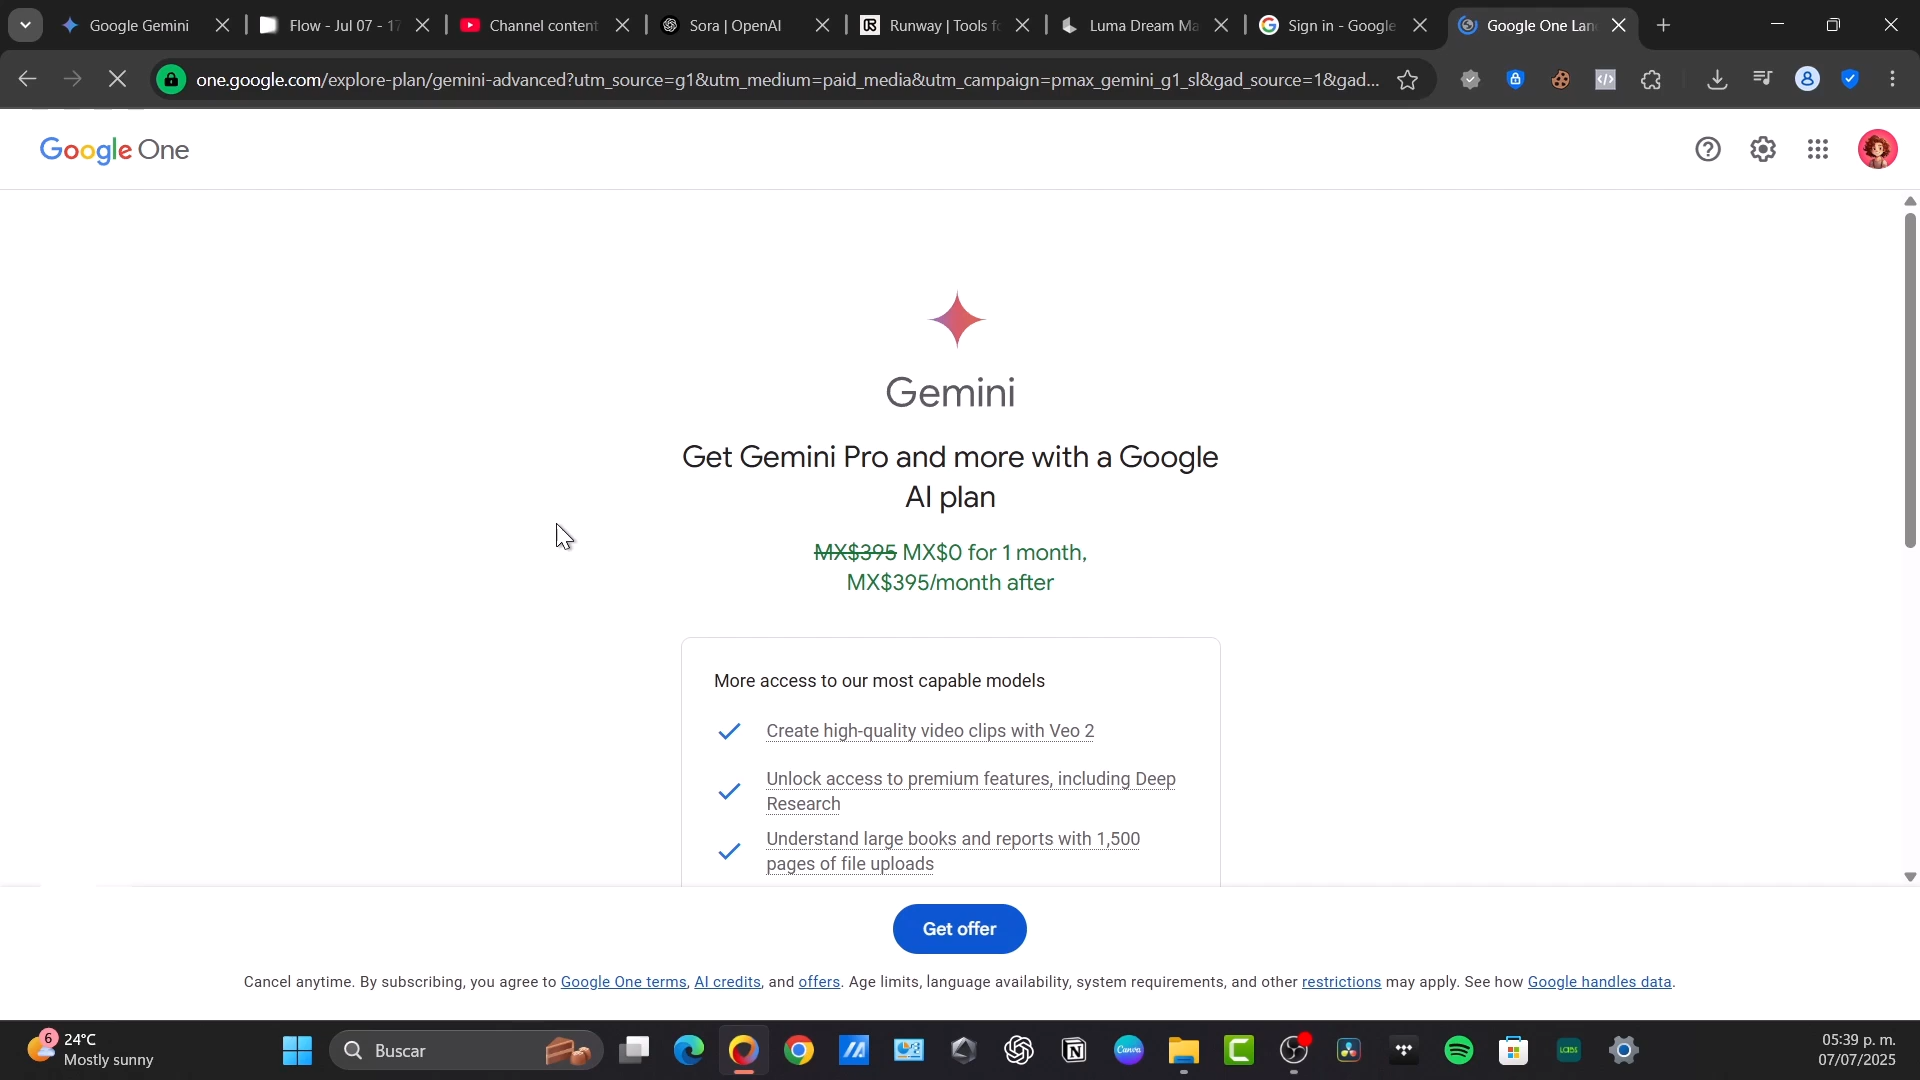 Google Gemini
Flow - Jul 07 - 17
Channel content
Sora | OpenAI
Runway | Tools fo
Luma Dream Ma
Sign in - Google
Google One Lan
one.google.com/explore-plan/gemini-advanced?utm_source=g1&utm_medium=paid_media&utm_campaign=pmax_gemini_g1_sl&gad_source=1&gad...
Google One
Gemini
Get Gemini Pro and more with a Google
AI plan
MX$395 MX$0 for 1 month,
MX$395/month after
More access to our most capable models
Create high-quality video clips with Veo 2
Unlock access to premium features, including Deep
Research
Understand large books and reports with 1,500
pages of file uploads
Get offer
Cancel anytime. By subscribing, you agree to Google One terms, AI credits, and offers. Age limits, language availability, system requirements, and other restrictions may apply. See how Google handles data.
6
24°C
Mostly sunny
Buscar
Canva
LABS
05:39 p. m.
07/07/2025